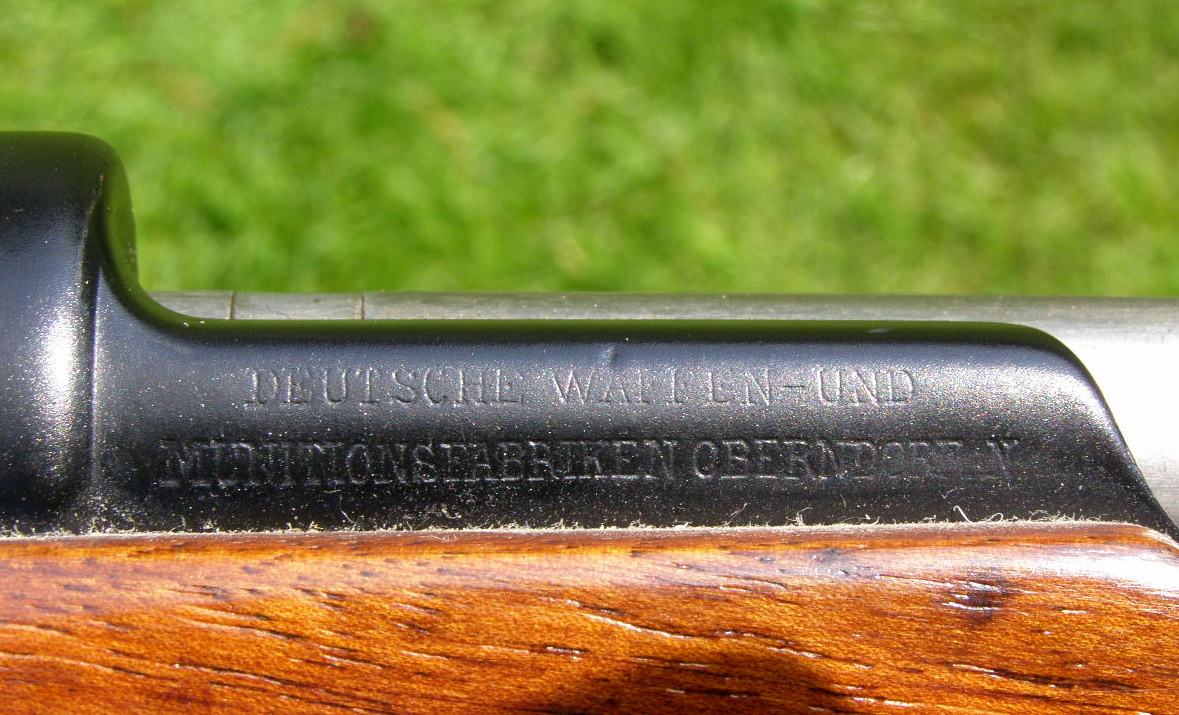 DEUTSCHE WAFFEN-UND
MUNITIONSFABRIKEN OBERNDORF N